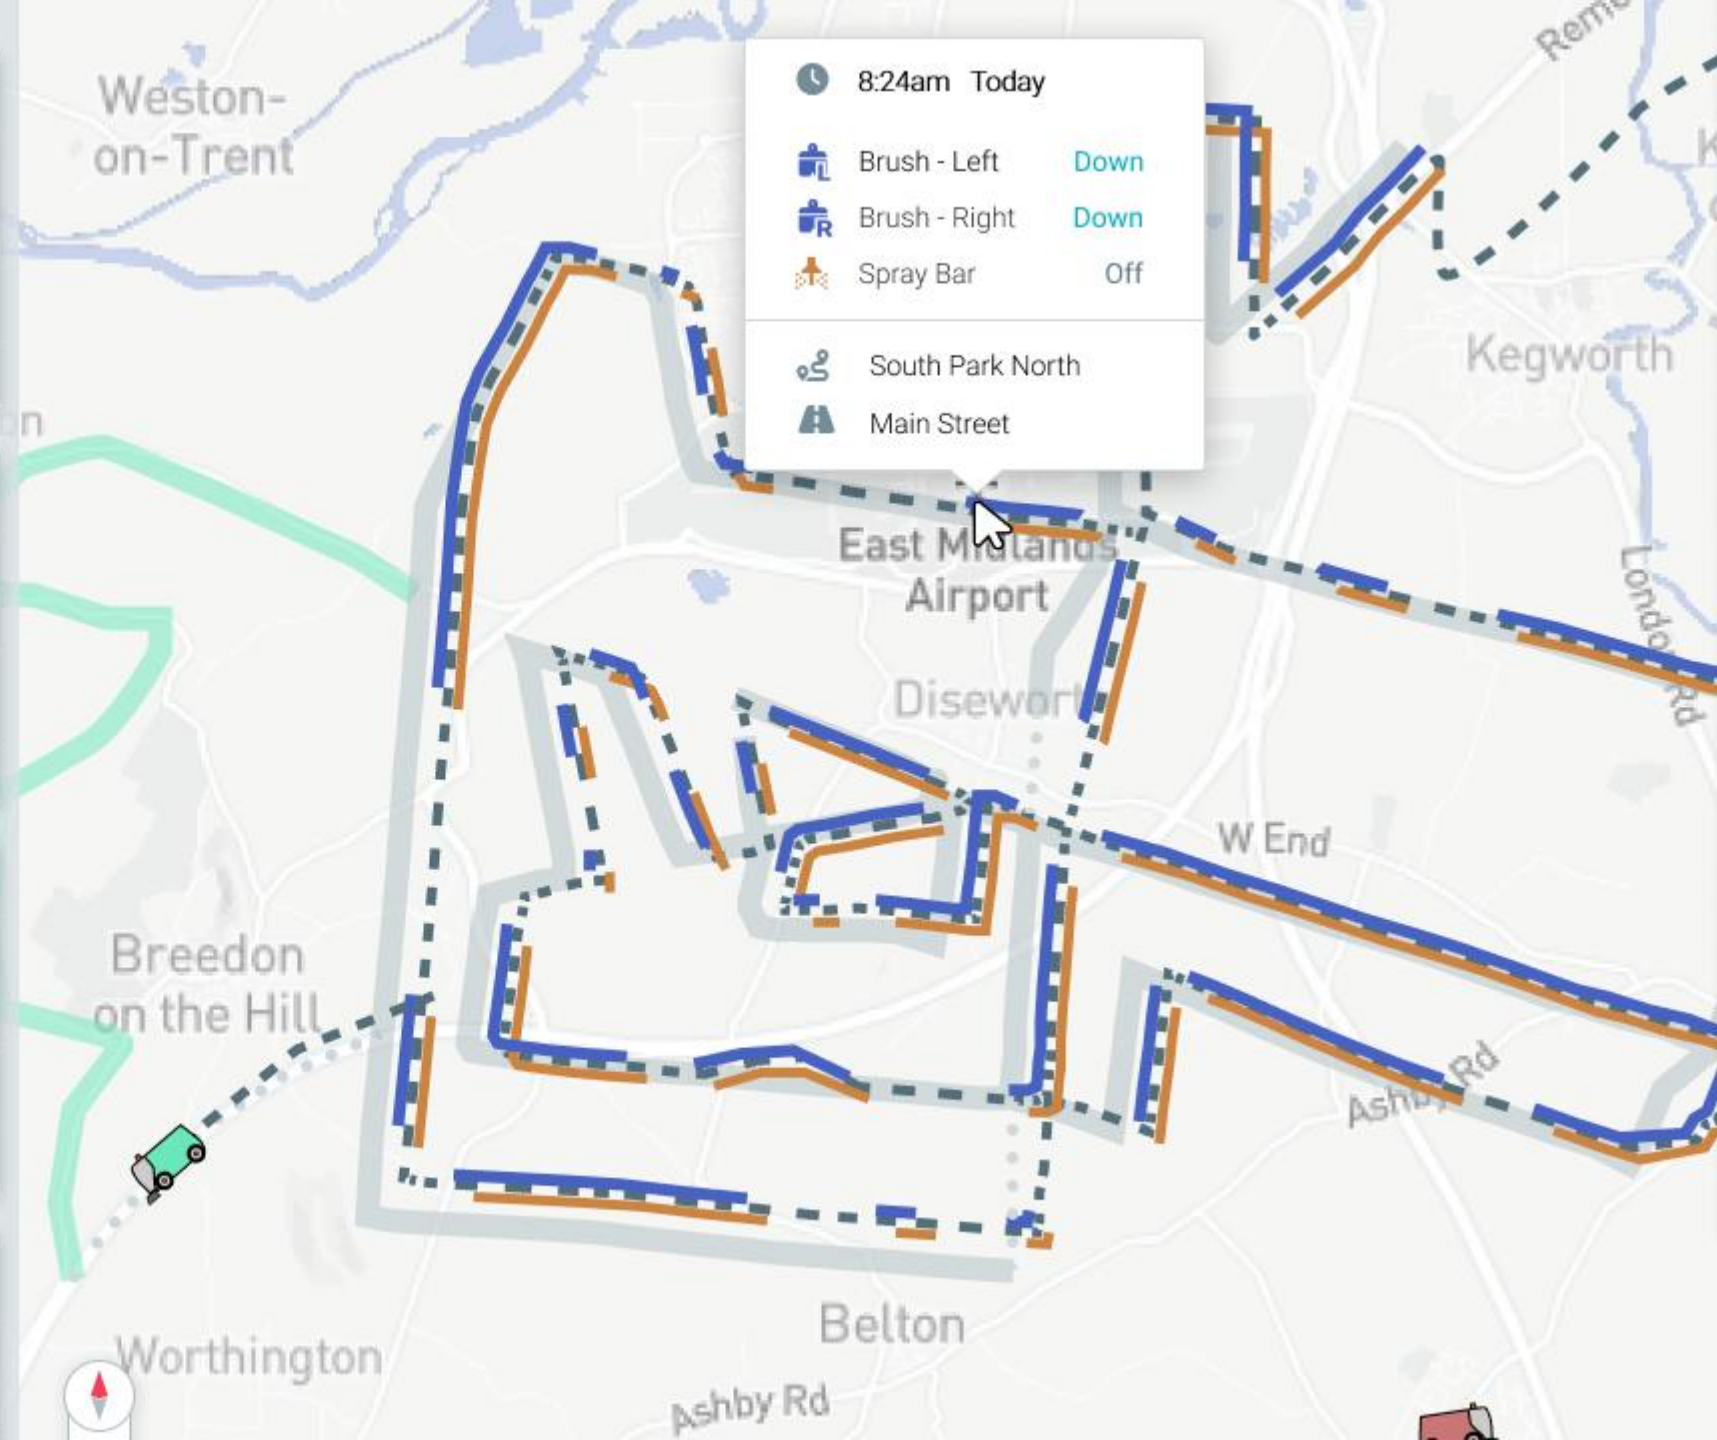 8:24am Today
Brush - Left Down
Brush - Right Down
Spray Bar Off
South Park North
Main Street
Weston-
on-Trent
Kegworth
East Midlands
Airport
London Rd
W End
Breedon
on the Hill
Ashby Rd
Belton
Worthington
Ashby Rd